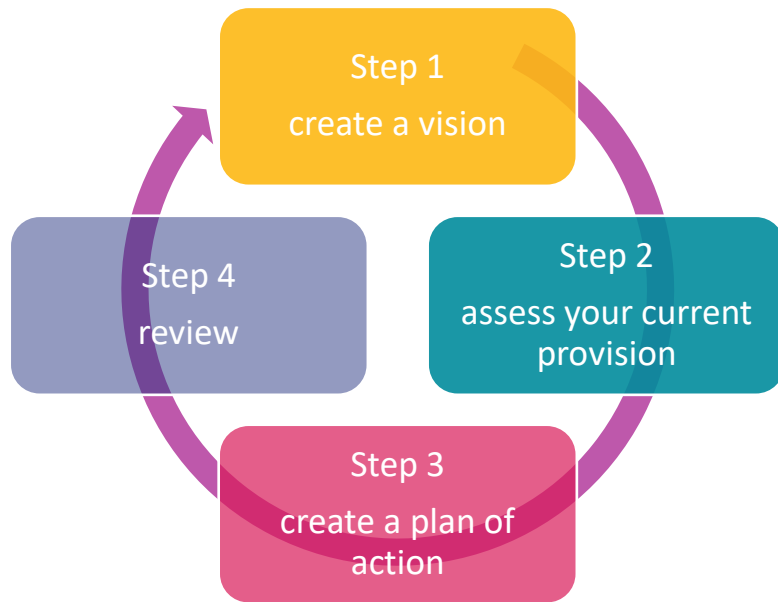 Step 1
create a vision
Step 2
assess your current
provision
Step 3
create a plan of
action
Step 4
review